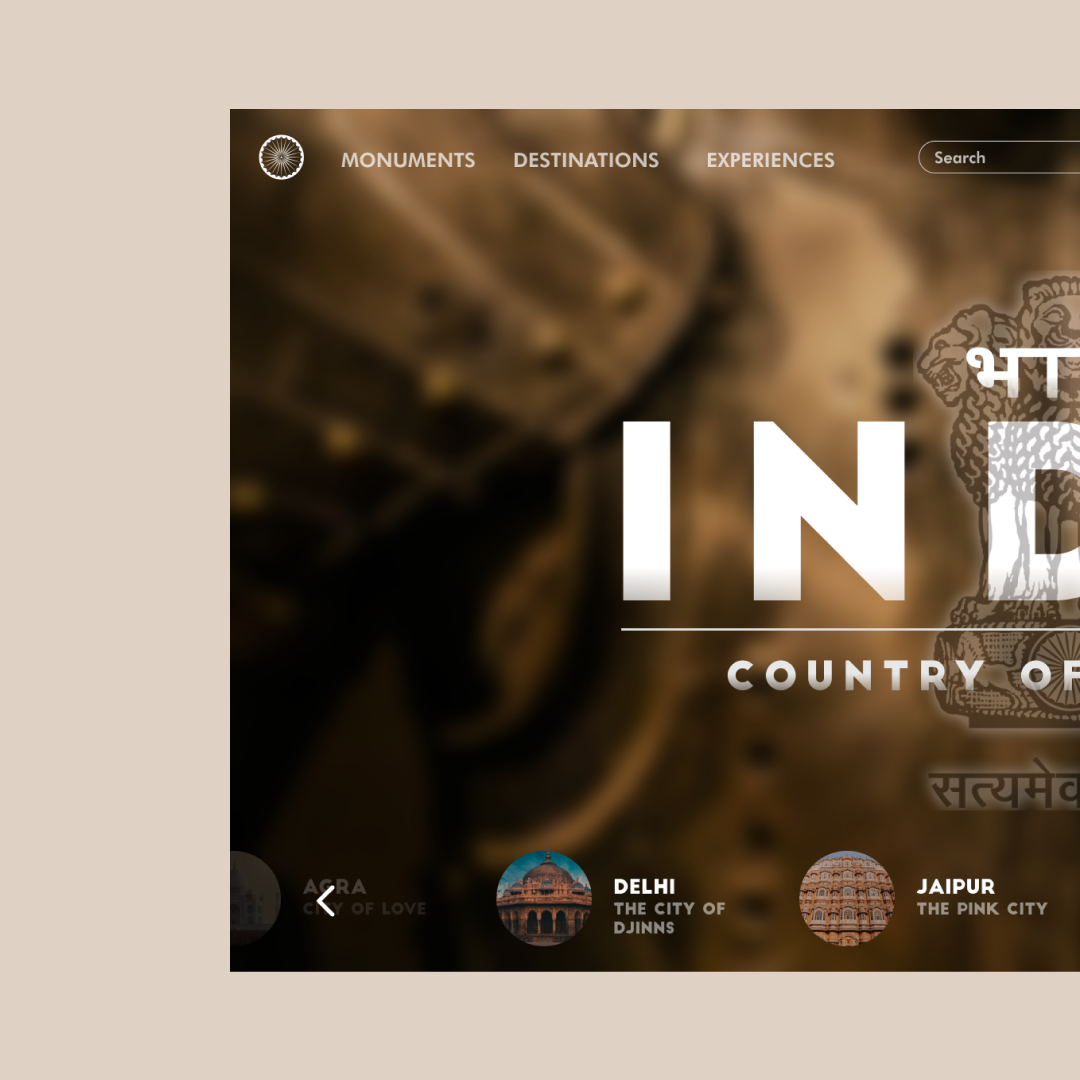 MONUMENTS DESTINATIONS EXPERIENCES Search
भा
IND
COUNTRY OF
सत्यमेव
AGRA
CITY OF LOVE
DELHI
THE CITY OF
DJINNS
JAIPUR
THE PINK CITY